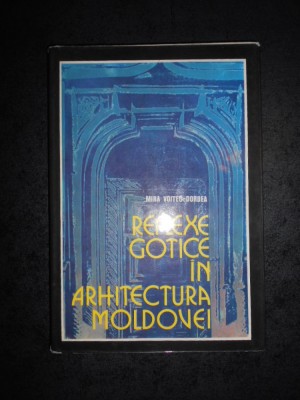 MIRA VOITEC-DORDEA
REFLEXE
GOTICE
ÎN
ARHITECTURA
MOLDOVEI